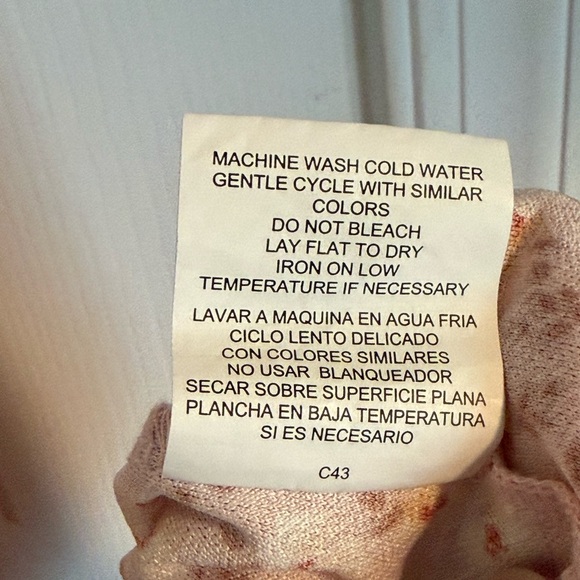 MACHINE WASH COLD WATER
GENTLE CYCLE WITH SIMILAR
COLORS
DO NOT BLEACH
LAY FLAT TO DRY
IRON ON LOW
TEMPERATURE IF NECESSARY
LAVAR A MAQUINA EN AGUA FRIA
CICLO LENTO DELICADO
CON COLORES SIMILARES
NO USAR BLANQUEADOR
SECAR SOBRE SUPERFICIE PLANA
PLANCHA EN BAJA TEMPERATURA
SI ES NECESARIO
C43